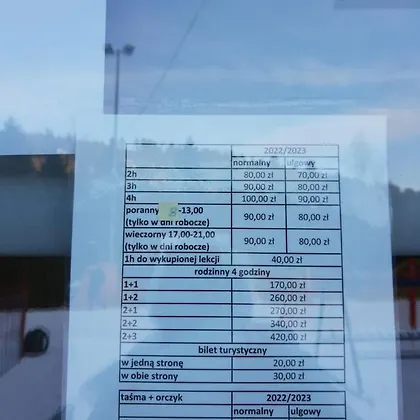 2022/2023
normalny ulgowy
2h 80,00 zł 70,00 zł
3h 90,00 zł 80,00 zł
4h 100,00 zł 90,00 zł
poranny -13,00
(tylko w dni robocze) 90,00 zł 80,00 zł
wieczorny 17,00-21,00
(tylko w dni robocze) 90,00 zł 80,00 zł
1h do wykupionej lekcji 40,00 zł
rodzinny 4 godziny
1+1 170,00 zł
1+2 260,00 zł
2+1 270,00 zł
2+2 340,00 zł
2+3 420,00 zł
bilet turystyczny
w jedną stronę 20,00 zł
w obie strony 30,00 zł
taśma + orczyk 2022/2023
normalny ulgowy